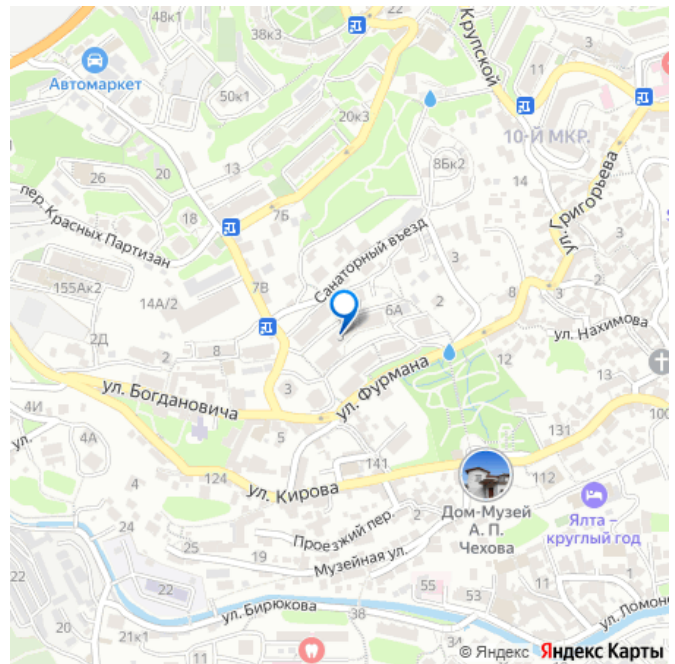 48к1
38к3
22
Крупской
3
Автомаркет
50к1
11
11
20к3
10-Й МКР.
20
13
8Бк2
26
14
7Б
18
ул. Григорьева
пер. Красных Партизан
Санаторный въезд
2
155Ак2
7В
3
14А/2
6А
8
3
2
ул. Нахимова
2Д
8
12
ул. Фурмана
13
ул. Богдановича
3
4И
ул.
4А
5
131
100
124
141
112
4
ул. Кирова
Дом-Музей
А. П.
Чехова
Ялта –
круглый год
24
2
Проезжий пер.
25
19
Музейная ул.
22
22
55
53
ул. Бирюкова
ул. Ломоно
21к1
3
© Яндекс Яндекс Карты